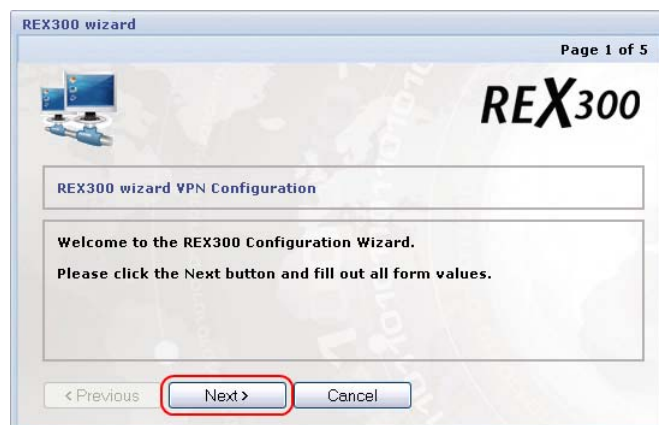 REX300 wizard
Page 1 of 5
REX300
REX300 wizard VPN Configuration
Welcome to the REX300 Configuration Wizard.
Please click the Next button and fill out all form values.
< Previous
Next >
Cancel